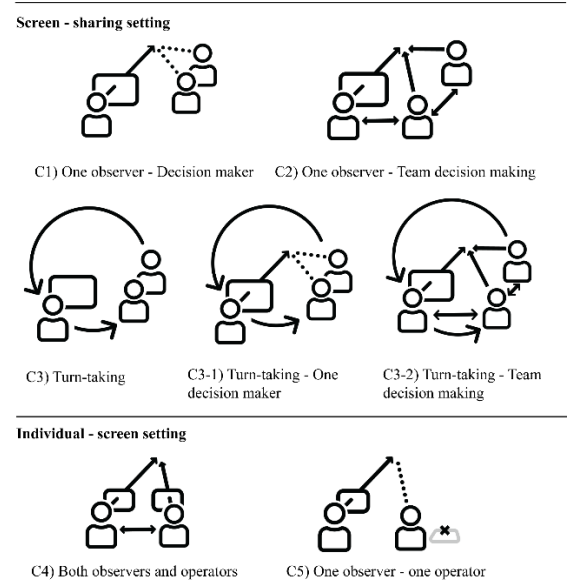 Screen - sharing setting
C1) One observer - Decision maker
C2) One observer - Team decision making
C3) Turn-taking
C3-1) Turn-taking - One
decision maker
C3-2) Turn-taking - Team
decision making
Individual - screen setting
C4) Both observers and operators
C5) One observer - one operator